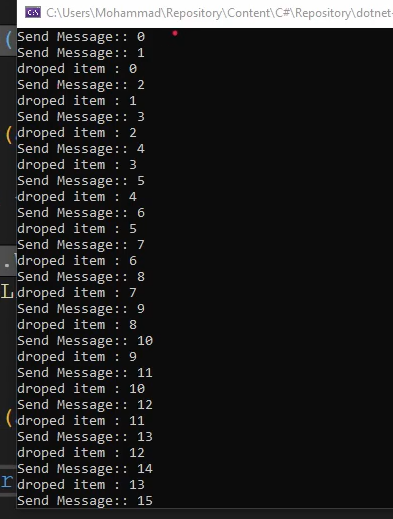 C:\Users\Mohammad\Repository\Content\C#\Repository\dotnet-
Send Message:: 0
Send Message:: 1
droped item : 0
Send Message:: 2
droped item : 1
Send Message:: 3
droped item : 2
Send Message:: 4
droped item : 3
Send Message:: 5
droped item : 4
Send Message:: 6
droped item : 5
Send Message:: 7
droped item : 6
Send Message:: 8
droped item : 7
Send Message:: 9
droped item : 8
Send Message:: 10
droped item : 9
Send Message:: 11
droped item : 10
Send Message:: 12
droped item : 11
Send Message:: 13
droped item : 12
Send Message:: 14
droped item : 13
Send Message:: 15